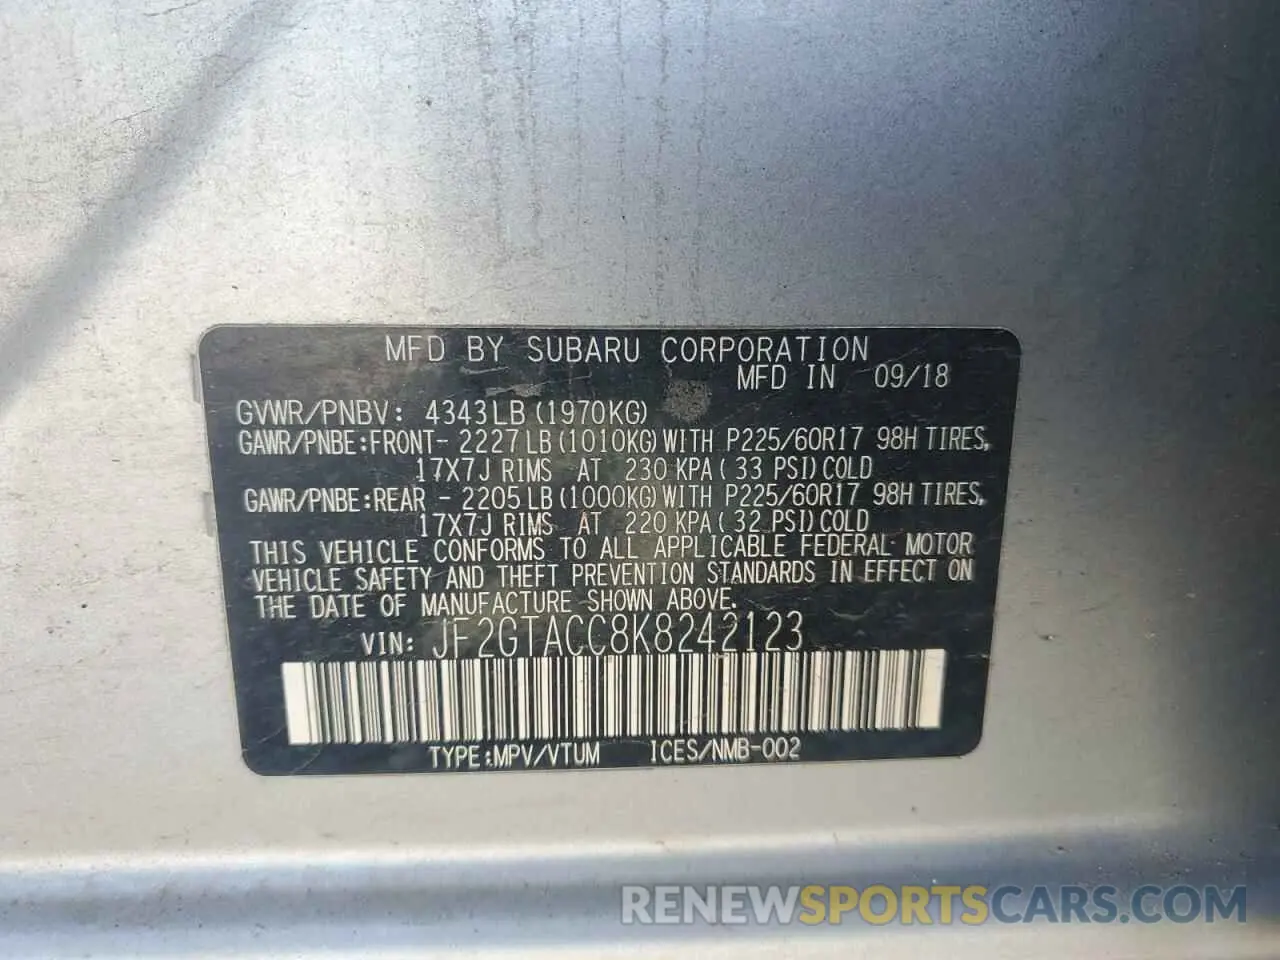 MFD BY SUBARU CORPORATION
MFD IN 09/18
GVWR/PNBV: 4343LB(1970KG)
GAWR/PNBE:FRONT- 2227LB(1010KG)WITH P225/60R17 98H TIRES,
17X7J RIMS AT 230 KPA(33 PSI)COLD
GAWR/PNBE:REAR - 2205LB(1000KG)WITH P225/60R17 98H TIRES,
17X7J RIMS AT 220 KPA(32 PSI)COLD
THIS VEHICLE CONFORMS TO ALL APPLICABLE FEDERAL MOTOR
VEHICLE SAFETY AND THEFT PREVENTION STANDARDS IN EFFECT ON
THE DATE OF MANUFACTURE SHOWN ABOVE.
VIN: JF2GTACC8K8242123
TYPE:MPV/VTUM ICES/NMB-002
RENEWSPORTSCARS.COM